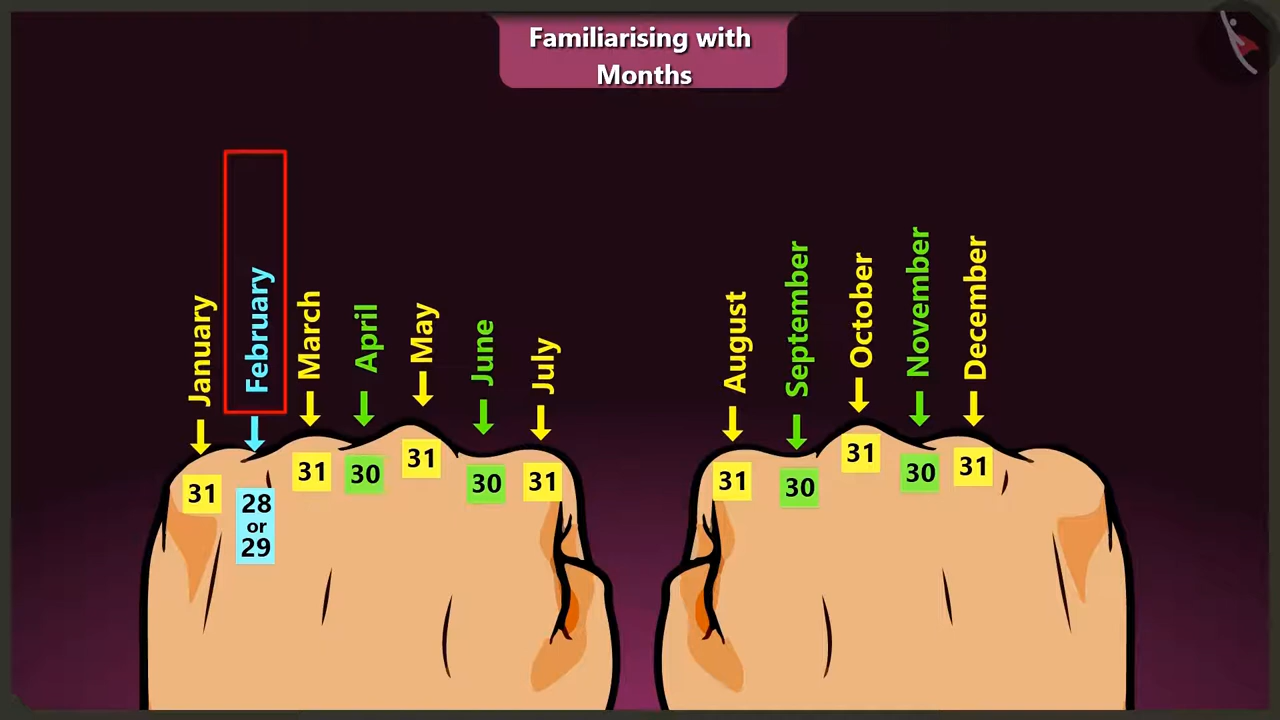 Familiarising with
Months
January
February
March
April
May
June
July
August
September
October
November
December
31
28
or
29
31
30
31
30
31
31
30
31
30
31